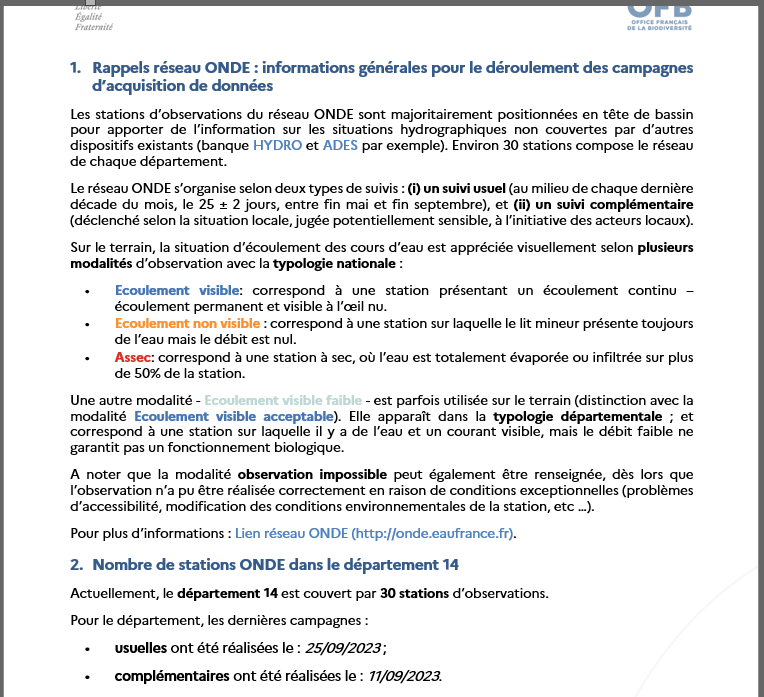 Liberté
Égalité
Fraternité
OFB
OFFICE FRANÇAIS
DE LA BIODIVERSITÉ
1. Rappels réseau ONDE : informations générales pour le déroulement des campagnes
d’acquisition de données
Les stations d’observations du réseau ONDE sont majoritairement positionnées en tête de bassin
pour apporter de l’information sur les situations hydrographiques non couvertes par d’autres
dispositifs existants (banque HYDRO et ADES par exemple). Environ 30 stations compose le réseau
de chaque département.
Le réseau ONDE s’organise selon deux types de suivis : (i) un suivi usuel (au milieu de chaque dernière
décade du mois, le 25 ± 2 jours, entre fin mai et fin septembre), et (ii) un suivi complémentaire
(déclenché selon la situation locale, jugée potentiellement sensible, à l’initiative des acteurs locaux).
Sur le terrain, la situation d’écoulement des cours d’eau est appréciée visuellement selon plusieurs
modalités d’observation avec la typologie nationale :
• Ecoulement visible: correspond à une station présentant un écoulement continu –
écoulement permanent et visible à l’œil nu.
• Ecoulement non visible : correspond à une station sur laquelle le lit mineur présente toujours
de l’eau mais le débit est nul.
• Assec: correspond à une station à sec, où l’eau est totalement évaporée ou infiltrée sur plus
de 50% de la station.
Une autre modalité - Ecoulement visible faible - est parfois utilisée sur le terrain (distinction avec la
modalité Ecoulement visible acceptable). Elle apparaît dans la typologie départementale ; et
correspond à une station sur laquelle il y a de l’eau et un courant visible, mais le débit faible ne
garantit pas un fonctionnement biologique.
A noter que la modalité observation impossible peut également être renseignée, dès lors que
l’observation n’a pu être réalisée correctement en raison de conditions exceptionnelles (problèmes
d’accessibilité, modification des conditions environnementales de la station, etc …).
Pour plus d’informations : Lien réseau ONDE (http://onde.eaufrance.fr).
2. Nombre de stations ONDE dans le département 14
Actuellement, le département 14 est couvert par 30 stations d’observations.
Pour le département, les dernières campagnes :
• usuelles ont été réalisées le : 25/09/2023 ;
• complémentaires ont été réalisées le : 11/09/2023.